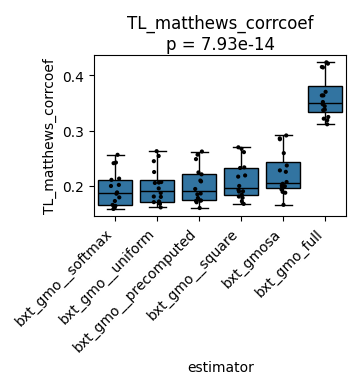 TL_matthews_corrcoef
p = 7.93e-14
TL_matthews_corrcoef
0.4
0.3
0.2
bxt_gmo__softmax
bxt_gmo__uniform
bxt_gmo__precomputed
bxt_gmo__square
bxt_gmosa
bxt_gmo_full
estimator